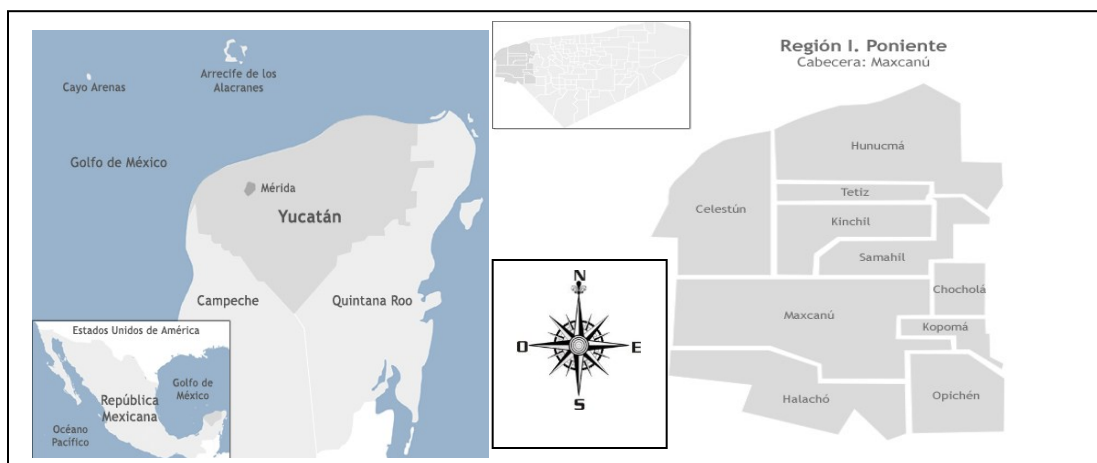 Arrecife de los
Alacranes
Cayo Arenas
Golfo de México
Mérida
Yucatán
Campeche
Quintana Roo
Estados Unidos de América
Golfo de
México
República
Mexicana
Océano
Pacífico
N
O
E
S
Región I. Poniente
Cabecera: Maxcanú
Hunucmá
Tetiz
Celestún
Kinchil
Samahil
Chocholá
Maxcanú
Kopomá
Halachó
Opichén